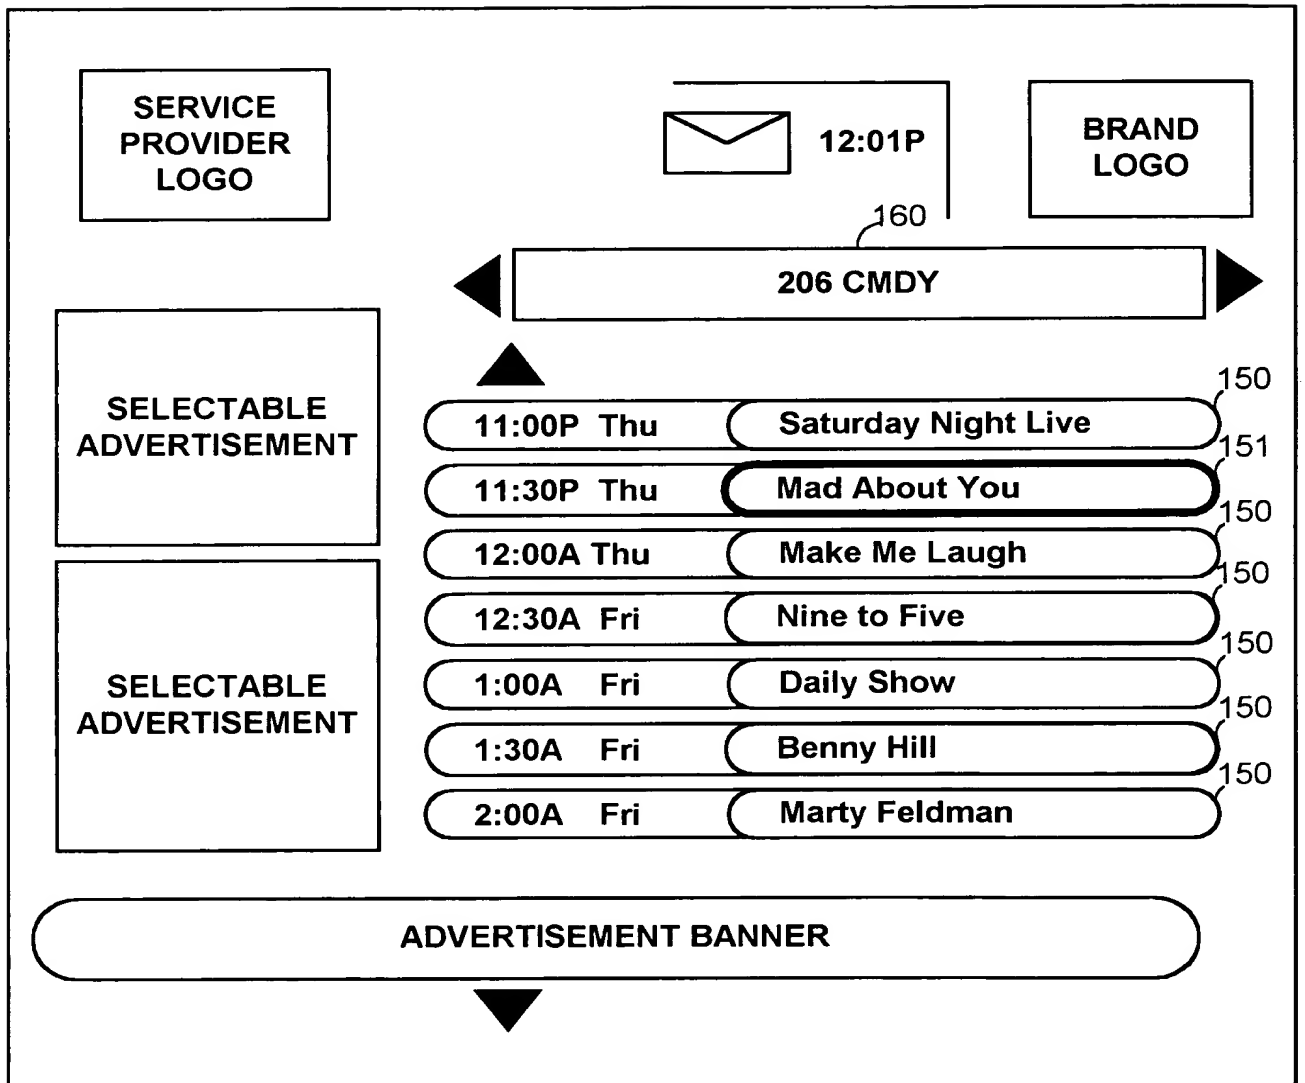 SERVICE
PROVIDER
LOGO
12:01P
BRAND
LOGO
160
206 CMDY
SELECTABLE
ADVERTISEMENT
150
11:00P Thu Saturday Night Live
151
11:30P Thu Mad About You
150
12:00A Thu Make Me Laugh
150
12:30A Fri Nine to Five
150
SELECTABLE
ADVERTISEMENT
1:00A Fri Daily Show
150
1:30A Fri Benny Hill
150
2:00A Fri Marty Feldman
ADVERTISEMENT BANNER